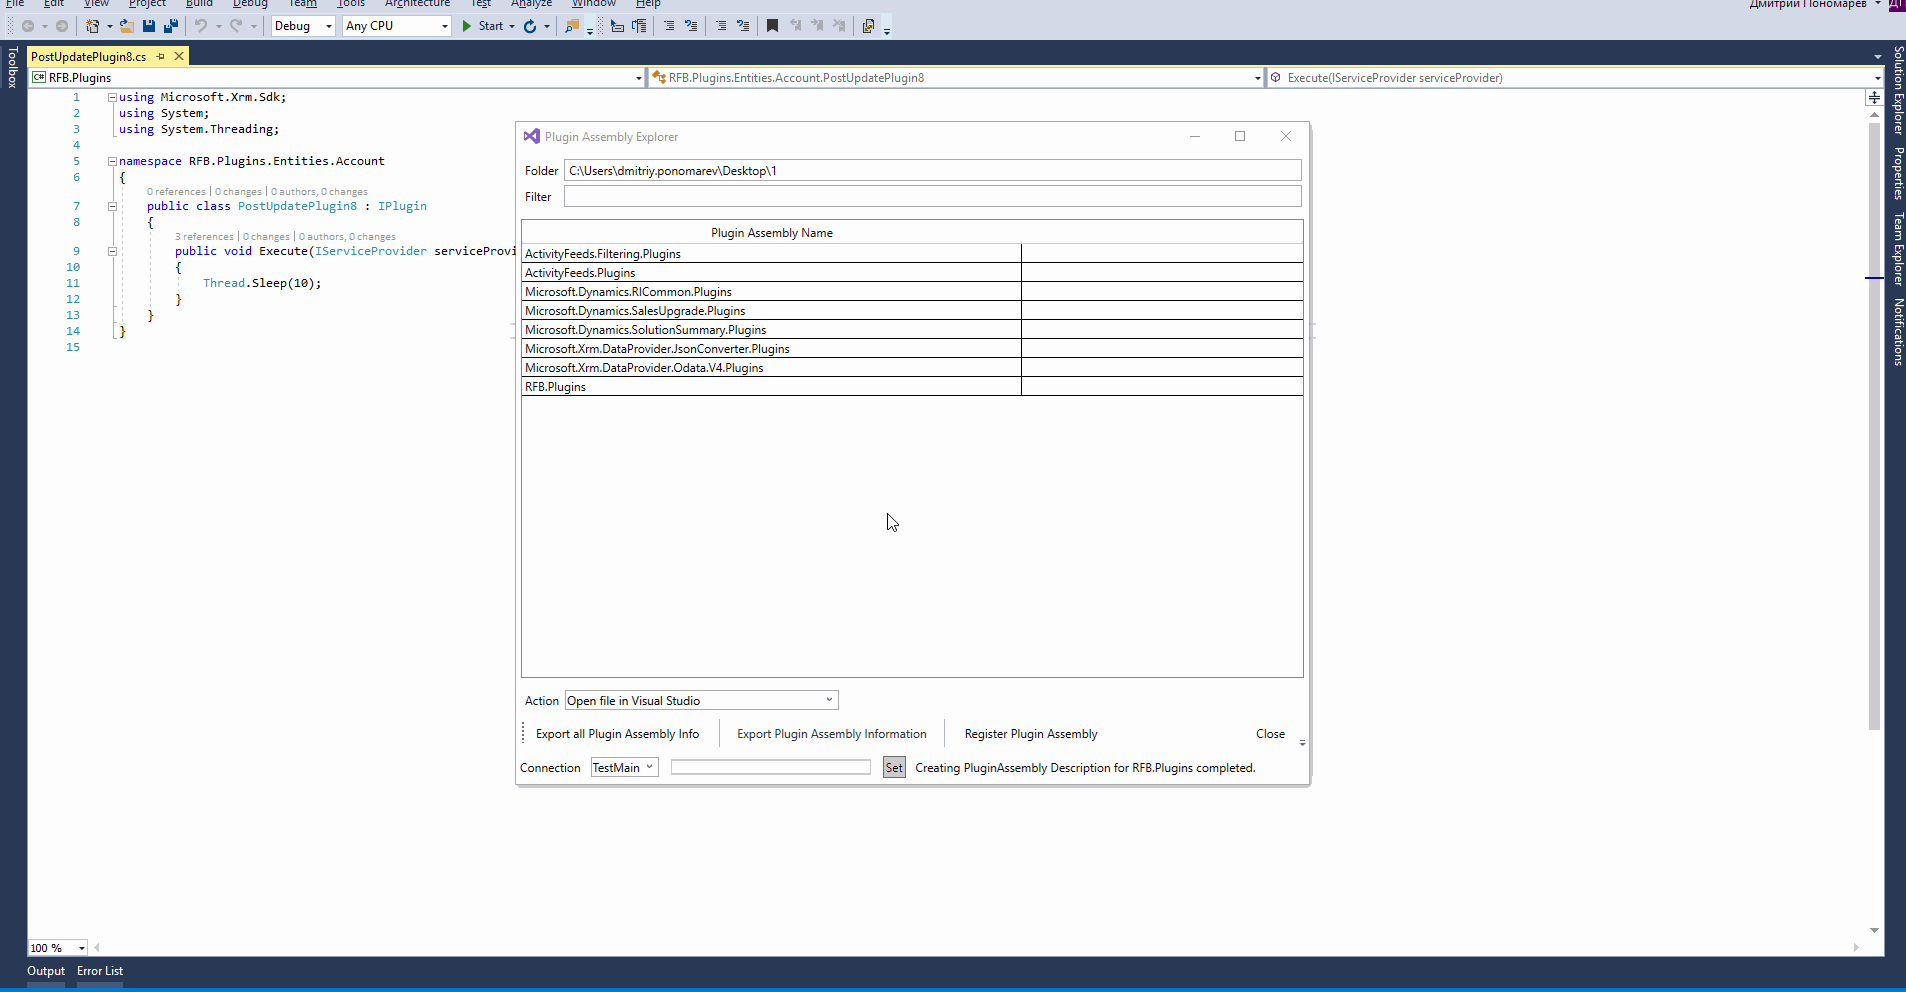 File Edit View Project Build Debug Team Tools Architecture Test Analyze Window Help
Дмитрий Пономарев ДП
Debug Any CPU Start
Toolbox
PostUpdatePlugin8.cs
C# RFB.Plugins RFB.Plugins.Entities.Account.PostUpdatePlugin8 Execute(IServiceProvider serviceProvider)
1 using Microsoft.Xrm.Sdk;
2 using System;
3 using System.Threading;
4
5 namespace RFB.Plugins.Entities.Account
6 {
0 references | 0 changes | 0 authors, 0 changes
7 public class PostUpdatePlugin8 : IPlugin
8 {
3 references | 0 changes | 0 authors, 0 changes
9 public void Execute(IServiceProvider serviceProvi
10 {
11 Thread.Sleep(10);
12 }
13 }
14 }
15
Plugin Assembly Explorer
Folder C:\Users\dmitriy.ponomarev\Desktop\1
Filter
Plugin Assembly Name
ActivityFeeds.Filtering.Plugins
ActivityFeeds.Plugins
Microsoft.Dynamics.RICommon.Plugins
Microsoft.Dynamics.SalesUpgrade.Plugins
Microsoft.Dynamics.SolutionSummary.Plugins
Microsoft.Xrm.DataProvider.JsonConverter.Plugins
Microsoft.Xrm.DataProvider.Odata.V4.Plugins
RFB.Plugins
Action Open file in Visual Studio
Export all Plugin Assembly Info Export Plugin Assembly Information Register Plugin Assembly Close
Connection TestMain Set Creating PluginAssembly Description for RFB.Plugins completed.
Solution Explorer
Properties
Team Explorer
Notifications
100 %
Output Error List